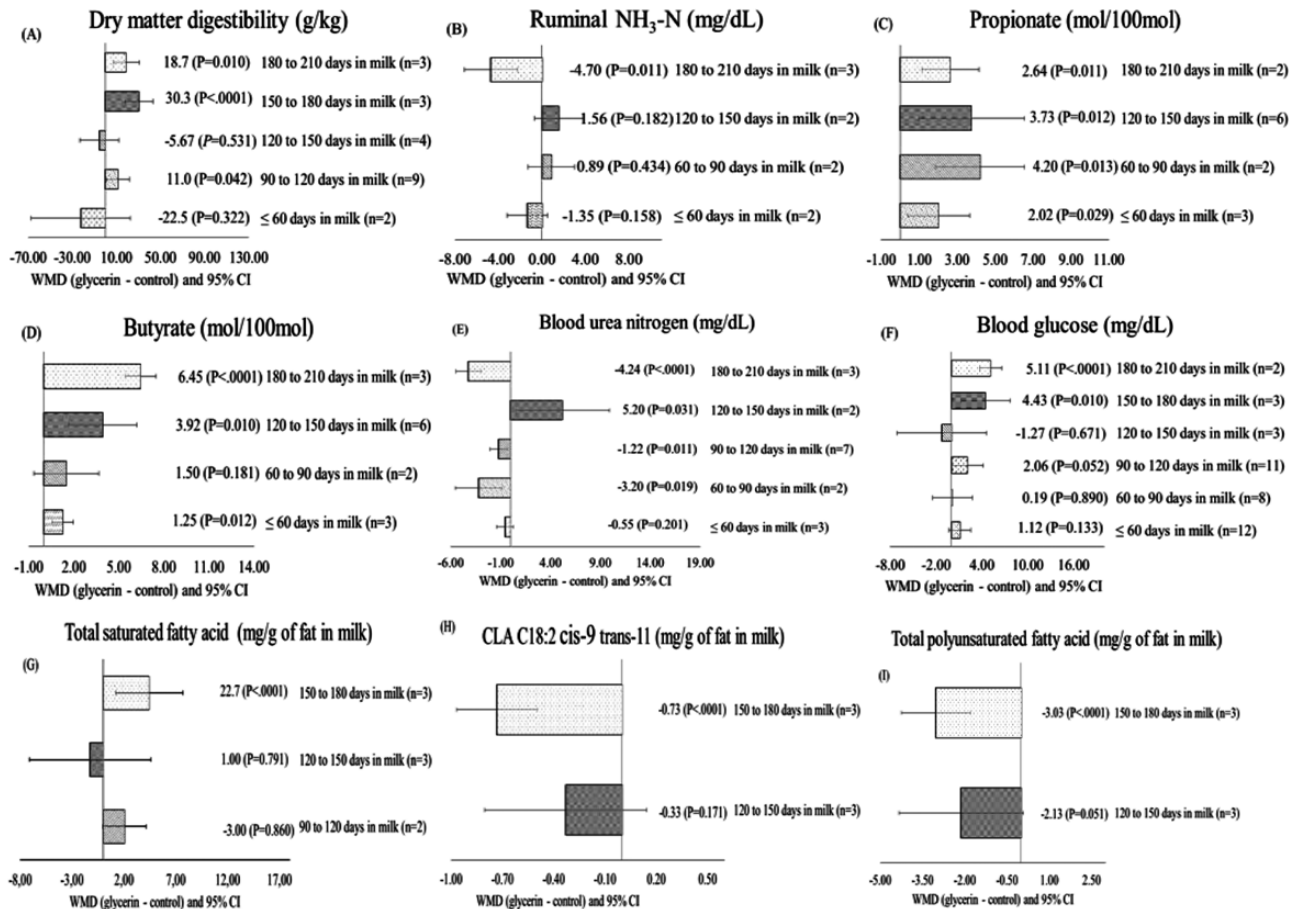 (A) Dry matter digestibility (g/kg)
18.7 (P=0.010) 180 to 210 days in milk (n=3)
30.3 (P<.0001) 150 to 180 days in milk (n=3)
-5.67 (P=0.531) 120 to 150 days in milk (n=4)
11.0 (P=0.042) 90 to 120 days in milk (n=9)
-22.5 (P=0.322) ≤ 60 days in milk (n=2)
-70.00 -30.00 10.00 50.00 90.00 130.00
WMD (glycerin - control) and 95% CI
(B) Ruminal NH₃-N (mg/dL)
-4.70 (P=0.011) 180 to 210 days in milk (n=3)
1.56 (P=0.182) 120 to 150 days in milk (n=2)
0.89 (P=0.434) 60 to 90 days in milk (n=2)
-1.35 (P=0.158) ≤ 60 days in milk (n=2)
-8.00 -4.00 0.00 4.00 8.00
WMD (glycerin - control) and 95% CI
(C) Propionate (mol/100mol)
2.64 (P=0.011) 180 to 210 days in milk (n=2)
3.73 (P=0.012) 120 to 150 days in milk (n=6)
4.20 (P=0.013) 60 to 90 days in milk (n=2)
2.02 (P=0.029) ≤ 60 days in milk (n=3)
-1.00 1.00 3.00 5.00 7.00 9.00 11.00
WMD (glycerin - control) and 95% CI
(D) Butyrate (mol/100mol)
6.45 (P<.0001) 180 to 210 days in milk (n=3)
3.92 (P=0.010) 120 to 150 days in milk (n=6)
1.50 (P=0.181) 60 to 90 days in milk (n=2)
1.25 (P=0.012) ≤ 60 days in milk (n=3)
-1.00 2.00 5.00 8.00 11.00 14.00
WMD (glycerin - control) and 95% CI
(E) Blood urea nitrogen (mg/dL)
-4.24 (P<.0001) 180 to 210 days in milk (n=3)
5.20 (P=0.031) 120 to 150 days in milk (n=2)
-1.22 (P=0.011) 90 to 120 days in milk (n=7)
-3.20 (P=0.019) 60 to 90 days in milk (n=2)
-0.55 (P=0.201) ≤ 60 days in milk (n=3)
-6.00 -1.00 4.00 9.00 14.00 19.00
WMD (glycerin - control) and 95% CI
(F) Blood glucose (mg/dL)
5.11 (P<.0001) 180 to 210 days in milk (n=2)
4.43 (P=0.010) 150 to 180 days in milk (n=3)
-1.27 (P=0.671) 120 to 150 days in milk (n=3)
2.06 (P=0.052) 90 to 120 days in milk (n=11)
0.19 (P=0.890) 60 to 90 days in milk (n=8)
1.12 (P=0.133) ≤ 60 days in milk (n=12)
-8.00 -2.00 4.00 10.00 16.00
WMD (glycerin - control) and 95% CI
(G) Total saturated fatty acid (mg/g of fat in milk)
22.7 (P<.0001) 150 to 180 days in milk (n=3)
1.00 (P=0.791) 120 to 150 days in milk (n=3)
-3.00 (P=0.860) 90 to 120 days in milk (n=2)
-8,00 -3,00 2,00 7,00 12,00 17,00
WMD (glycerin - control) and 95% CI
(H) CLA C18:2 cis-9 trans-11 (mg/g of fat in milk)
-0.73 (P<.0001) 150 to 180 days in milk (n=3)
-0.33 (P=0.171) 120 to 150 days in milk (n=3)
-1.00 -0.70 -0.40 -0.10 0.20 0.50
WMD (glycerin - control) and 95% CI
(I) Total polyunsaturated fatty acid (mg/g of fat in milk)
-3.03 (P<.0001) 150 to 180 days in milk (n=3)
-2.13 (P=0.051) 120 to 150 days in milk (n=3)
-5.00 -3.50 -2.00 -0.50 1.00 2.50
WMD (glycerin - control) and 95% CI